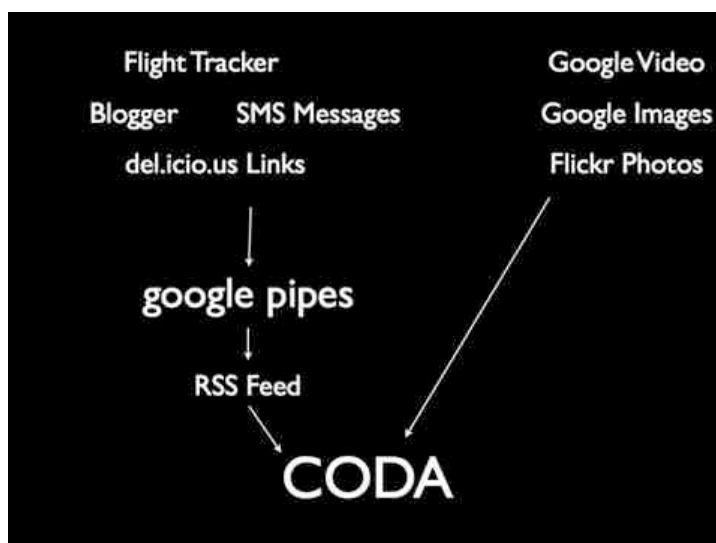 Flight Tracker
Google Video
Blogger SMS Messages
Google Images
del.icio.us Links
Flickr Photos
google pipes
RSS Feed
CODA